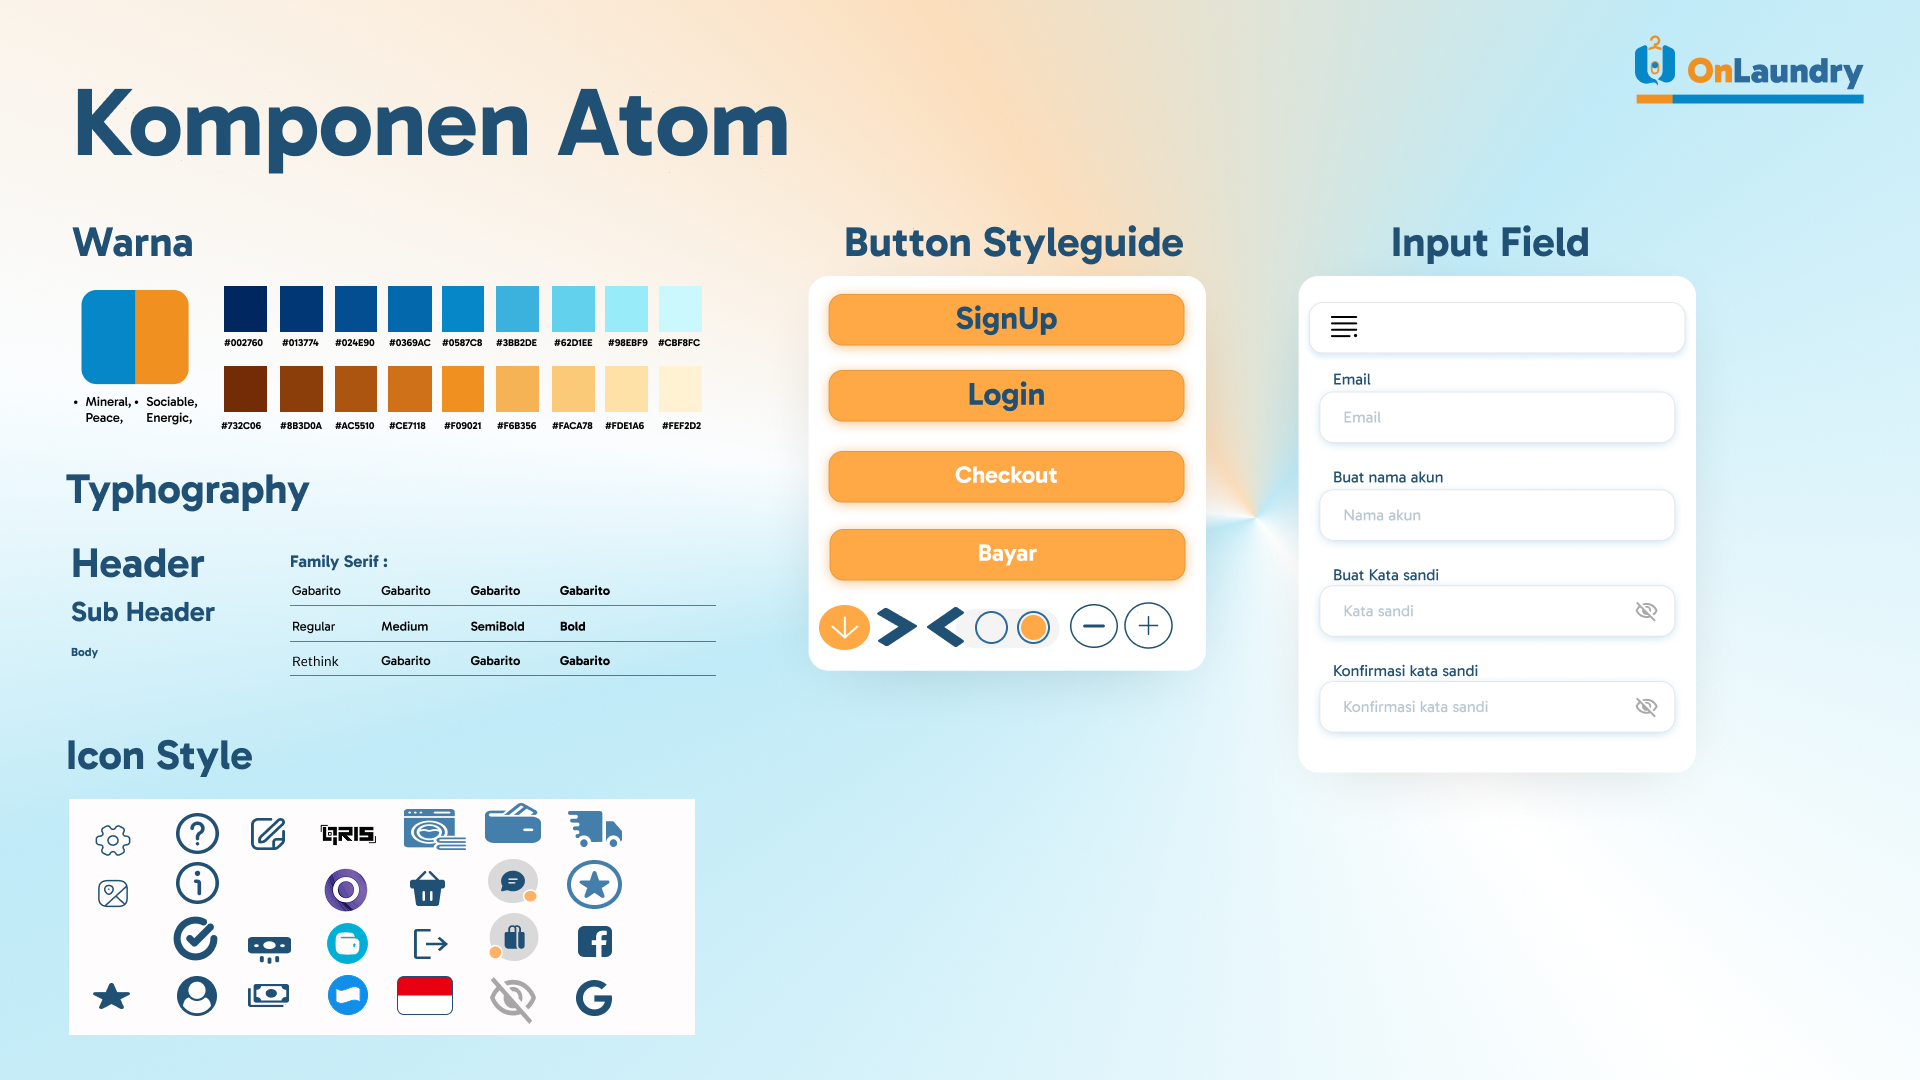 OnLaundry
Komponen Atom
Warna
#002760 #013774 #024E90 #0369AC #0587C8 #3BB2DE #62D1EE #98EBF9 #CBF8FC
• Mineral, • Sociable,
Peace, Energic,
#732C06 #8B3D0A #AC5510 #CE7118 #F09021 #F6B356 #FACA78 #FDE1A6 #FEF2D2
Typhography
Header
Sub Header
Body
Family Serif :
Gabarito Gabarito Gabarito Gabarito
Regular Medium SemiBold Bold
Rethink Gabarito Gabarito Gabarito
Icon Style
QRIS
Button Styleguide
SignUp
Login
Checkout
Bayar
Input Field
Email
Email
Buat nama akun
Nama akun
Buat Kata sandi
Kata sandi
Konfirmasi kata sandi
Konfirmasi kata sandi